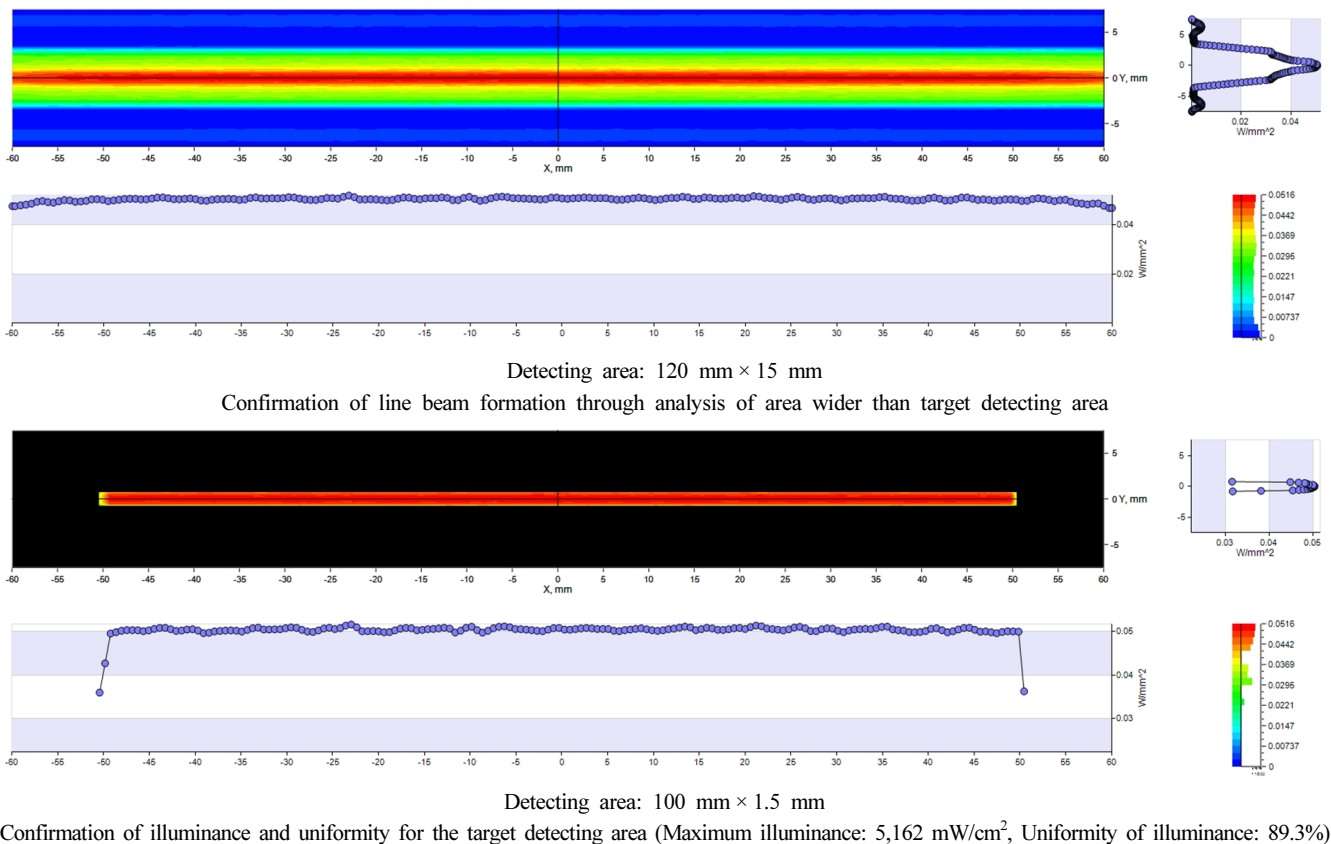 5
0 Y, mm
-5
-60 -55 -50 -45 -40 -35 -30 -25 -20 -15 -10 -5 0 5 10 15 20 25 30 35 40 45 50 55 60
X, mm
5
0
-5
0.02 0.04
W/mm^2
0.04
0.02
W/mm^2
-60 -55 -50 -45 -40 -35 -30 -25 -20 -15 -10 -5 0 5 10 15 20 25 30 35 40 45 50 55 60
0.0516
0.0442
0.0369
0.0295
0.0221
0.0147
0.00737
0
Detecting area: 120 mm × 15 mm
Confirmation of line beam formation through analysis of area wider than target detecting area
5
0 Y, mm
-5
-60 -55 -50 -45 -40 -35 -30 -25 -20 -15 -10 -5 0 5 10 15 20 25 30 35 40 45 50 55 60
X, mm
5
0
-5
0.03 0.04 0.05
W/mm^2
0.05
0.04
0.03
W/mm^2
-60 -55 -50 -45 -40 -35 -30 -25 -20 -15 -10 -5 0 5 10 15 20 25 30 35 40 45 50 55 60
0.0516
0.0442
0.0369
0.0295
0.0221
0.0147
0.00737
0
Detecting area: 100 mm × 1.5 mm
Confirmation of illuminance and uniformity for the target detecting area (Maximum illuminance: 5,162 mW/cm², Uniformity of illuminance: 89.3%)